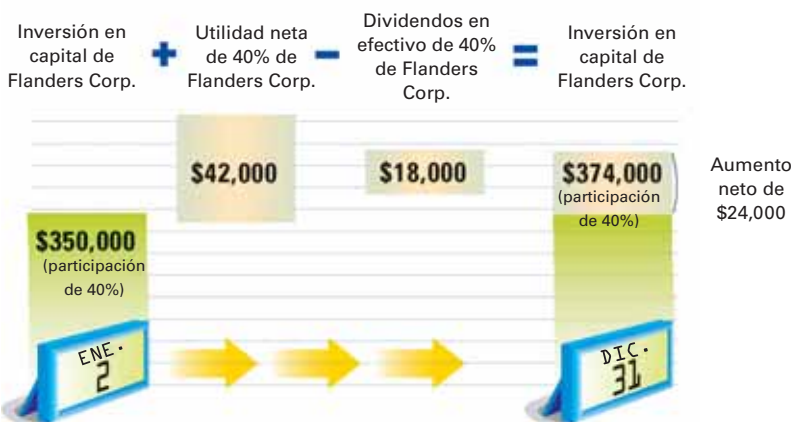 Inversión en
capital de
Flanders Corp.
+
Utilidad neta
de 40% de
Flanders Corp.
−
Dividendos en
efectivo de 40%
de Flanders
Corp.
=
Inversión en
capital de
Flanders Corp.
$350,000
(participación
de 40%)
$42,000
$18,000
$374,000
(participación
de 40%)
Aumento
neto de
$24,000
ENE.
2
DIC.
31